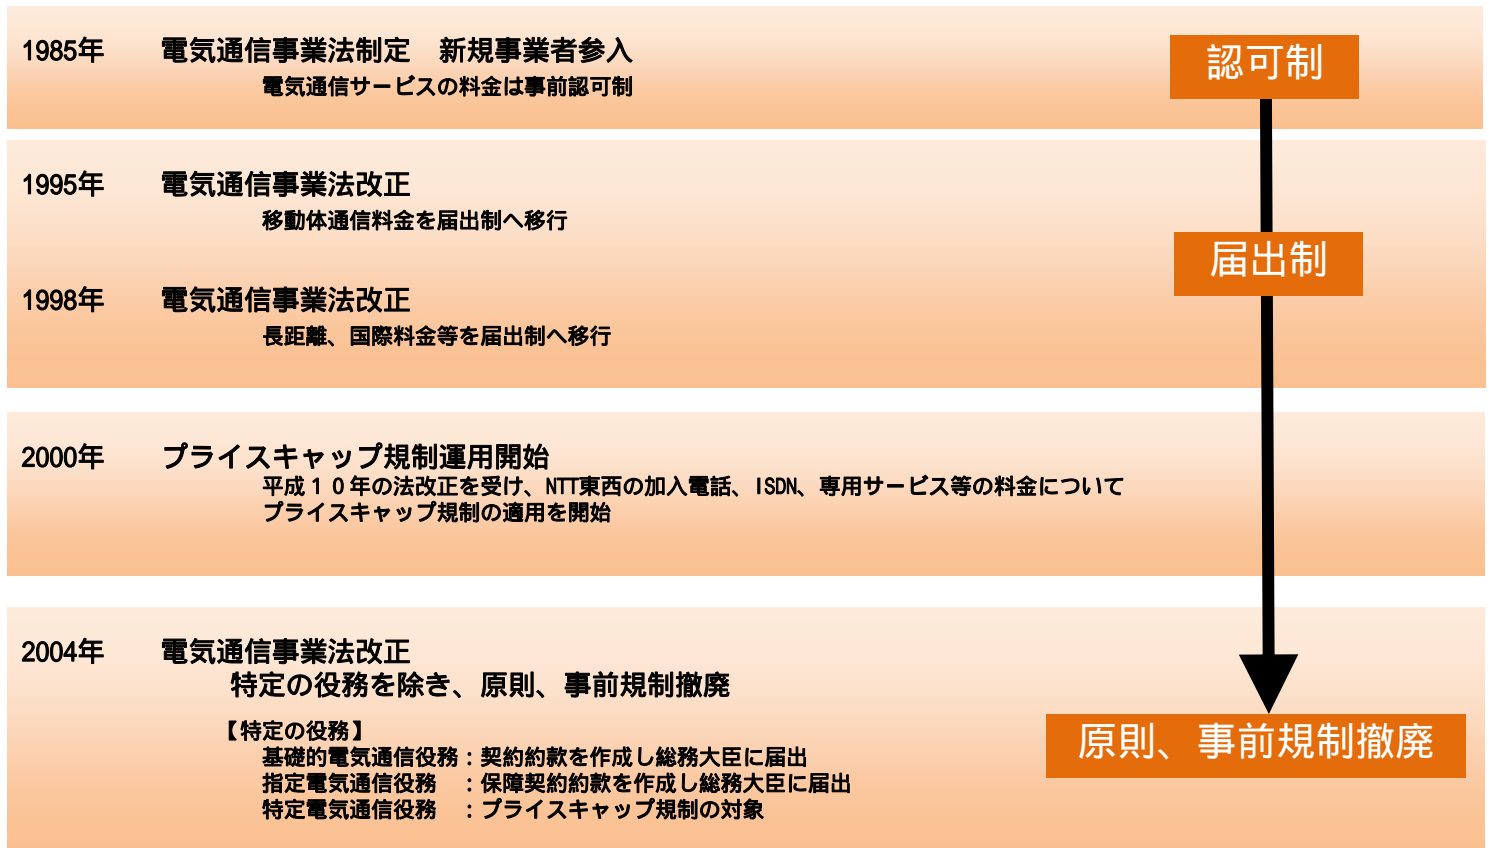 1985年 電気通信事業法制定 新規事業者参入
電気通信サービスの料金は事前認可制
認可制
1995年 電気通信事業法改正
移動体通信料金を届出制へ移行
届出制
1998年 電気通信事業法改正
長距離、国際料金等を届出制へ移行
2000年 プライスキャップ規制運用開始
平成１０年の法改正を受け、NTT東西の加入電話、ISDN、専用サービス等の料金について
プライスキャップ規制の適用を開始
2004年 電気通信事業法改正
特定の役務を除き、原則、事前規制撤廃
【特定の役務】
基礎的電気通信役務：契約約款を作成し総務大臣に届出
指定電気通信役務 ：保障契約約款を作成し総務大臣に届出
特定電気通信役務 ：プライスキャップ規制の対象
原則、事前規制撤廃